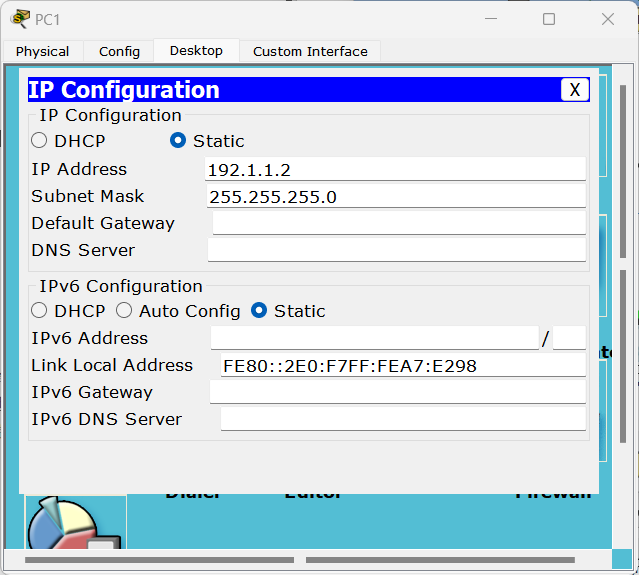 PC1
Physical Config Desktop Custom Interface
IP Configuration X
IP Configuration
DHCP Static
IP Address 192.1.1.2
Subnet Mask 255.255.255.0
Default Gateway
DNS Server
IPv6 Configuration
DHCP Auto Config Static
IPv6 Address /
Link Local Address FE80::2E0:F7FF:FEA7:E298
IPv6 Gateway
IPv6 DNS Server
Dialer Editor Firewall